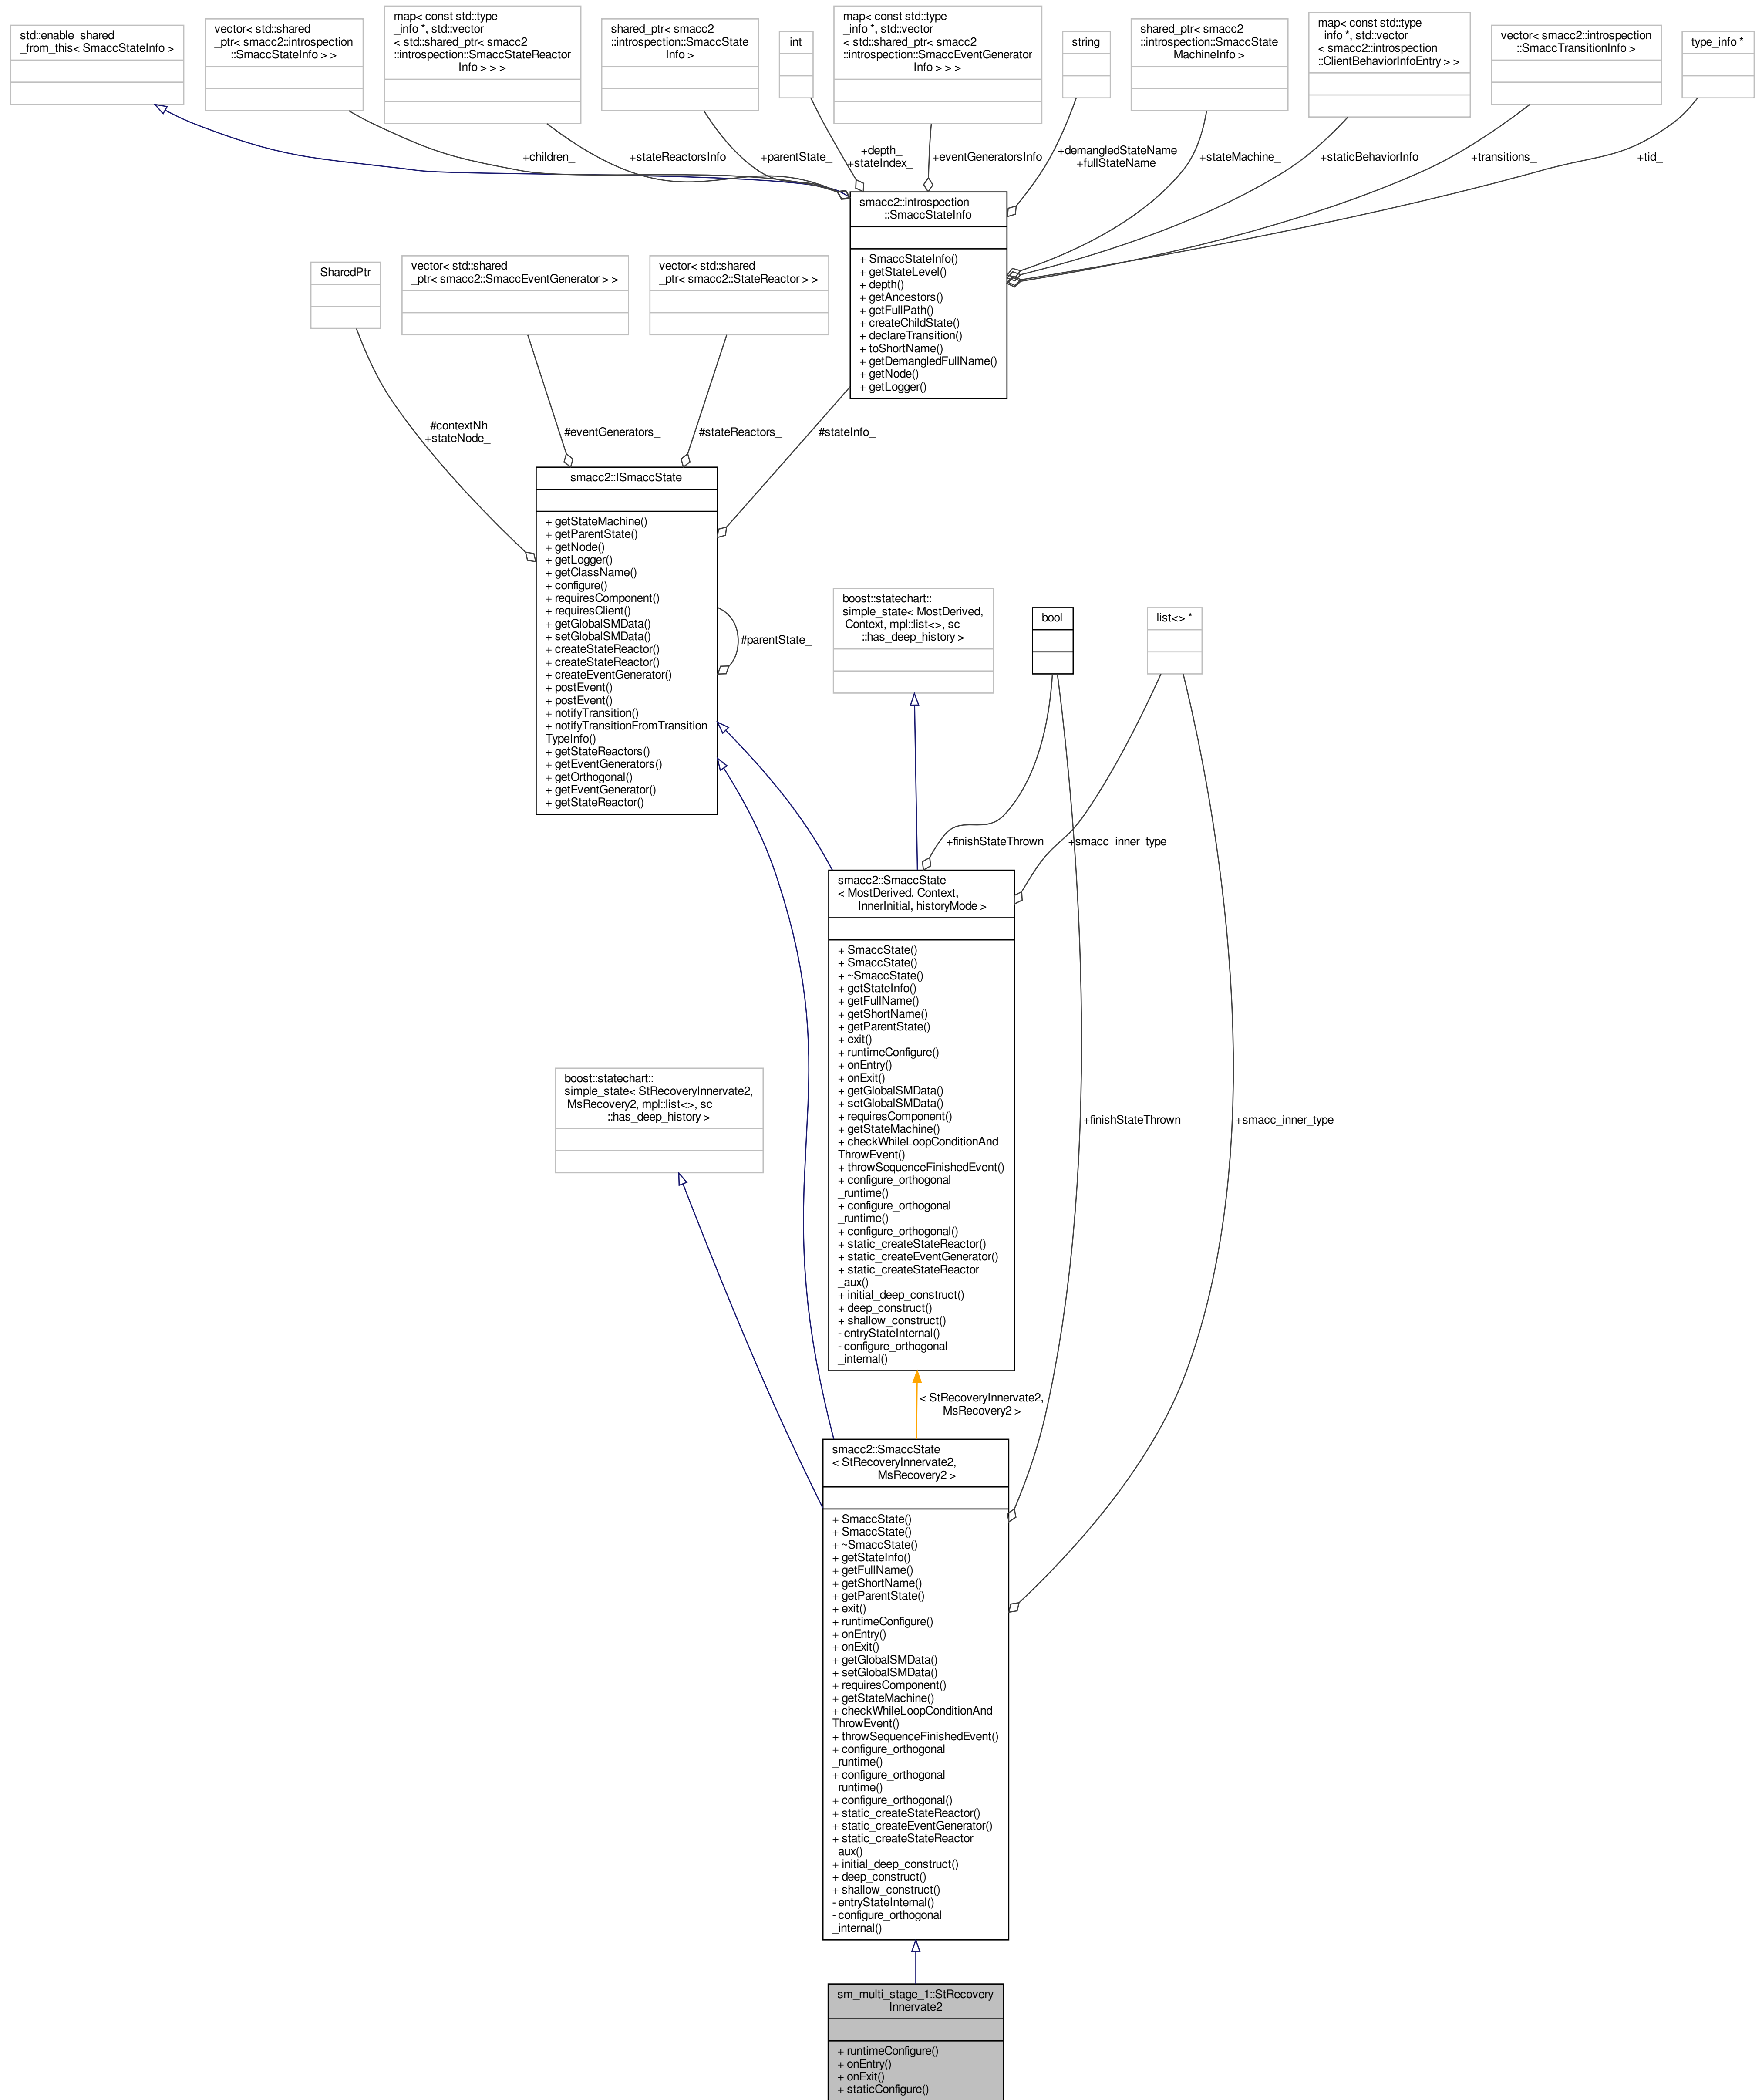 std::enable_shared
_from_this< SmaccStateInfo >
vector< std::shared
_ptr< smacc2::introspection
::SmaccStateInfo > >
map< const std::type
_info *, std::vector
< std::shared_ptr< smacc2
::introspection::SmaccStateReactor
Info > > >
shared_ptr< smacc2
::introspection::SmaccState
Info >
int
map< const std::type
_info *, std::vector
< std::shared_ptr< smacc2
::introspection::SmaccEventGenerator
Info > > >
string
shared_ptr< smacc2
::introspection::SmaccState
MachineInfo >
map< const std::type
_info *, std::vector
< smacc2::introspection
::ClientBehaviorInfoEntry > >
vector< smacc2::introspection
::SmaccTransitionInfo >
type_info *
+children_
+stateReactorsInfo
+parentState_
+depth_
+stateIndex_
+eventGeneratorsInfo
+demangledStateName
+fullStateName
+stateMachine_
+staticBehaviorInfo
+transitions_
+tid_
smacc2::introspection
::SmaccStateInfo
+ SmaccStateInfo()
+ getStateLevel()
+ depth()
+ getAncestors()
+ getFullPath()
+ createChildState()
+ declareTransition()
+ toShortName()
+ getDemangledFullName()
+ getNode()
+ getLogger()
SharedPtr
vector< std::shared
_ptr< smacc2::SmaccEventGenerator > >
vector< std::shared
_ptr< smacc2::StateReactor > >
#contextNh
+stateNode_
#eventGenerators_
#stateReactors_
#stateInfo_
smacc2::ISmaccState
+ getStateMachine()
+ getParentState()
+ getNode()
+ getLogger()
+ getClassName()
+ configure()
+ requiresComponent()
+ requiresClient()
+ getGlobalSMData()
+ setGlobalSMData()
+ createStateReactor()
+ createStateReactor()
+ createEventGenerator()
+ postEvent()
+ postEvent()
+ notifyTransition()
+ notifyTransitionFromTransition
TypeInfo()
+ getStateReactors()
+ getEventGenerators()
+ getOrthogonal()
+ getEventGenerator()
+ getStateReactor()
#parentState_
boost::statechart::
simple_state< MostDerived,
Context, mpl::list<>, sc
::has_deep_history >
bool
list<> *
+finishStateThrown
+smacc_inner_type
smacc2::SmaccState
< MostDerived, Context,
InnerInitial, historyMode >
+ SmaccState()
+ SmaccState()
+ ~SmaccState()
+ getStateInfo()
+ getFullName()
+ getShortName()
+ getParentState()
+ exit()
+ runtimeConfigure()
+ onEntry()
+ onExit()
+ getGlobalSMData()
+ setGlobalSMData()
+ requiresComponent()
+ getStateMachine()
+ checkWhileLoopConditionAnd
ThrowEvent()
+ throwSequenceFinishedEvent()
+ configure_orthogonal
_runtime()
+ configure_orthogonal
_runtime()
+ configure_orthogonal()
+ static_createStateReactor()
+ static_createEventGenerator()
+ static_createStateReactor
_aux()
+ initial_deep_construct()
+ deep_construct()
+ shallow_construct()
- entryStateInternal()
- configure_orthogonal
_internal()
boost::statechart::
simple_state< StRecoveryInnervate2,
MsRecovery2, mpl::list<>, sc
::has_deep_history >
+finishStateThrown
+smacc_inner_type
< StRecoveryInnervate2,
MsRecovery2 >
smacc2::SmaccState
< StRecoveryInnervate2,
MsRecovery2 >
+ SmaccState()
+ SmaccState()
+ ~SmaccState()
+ getStateInfo()
+ getFullName()
+ getShortName()
+ getParentState()
+ exit()
+ runtimeConfigure()
+ onEntry()
+ onExit()
+ getGlobalSMData()
+ setGlobalSMData()
+ requiresComponent()
+ getStateMachine()
+ checkWhileLoopConditionAnd
ThrowEvent()
+ throwSequenceFinishedEvent()
+ configure_orthogonal
_runtime()
+ configure_orthogonal
_runtime()
+ configure_orthogonal()
+ static_createStateReactor()
+ static_createEventGenerator()
+ static_createStateReactor
_aux()
+ initial_deep_construct()
+ deep_construct()
+ shallow_construct()
- entryStateInternal()
- configure_orthogonal
_internal()
sm_multi_stage_1::StRecovery
Innervate2
+ runtimeConfigure()
+ onEntry()
+ onExit()
+ staticConfigure()